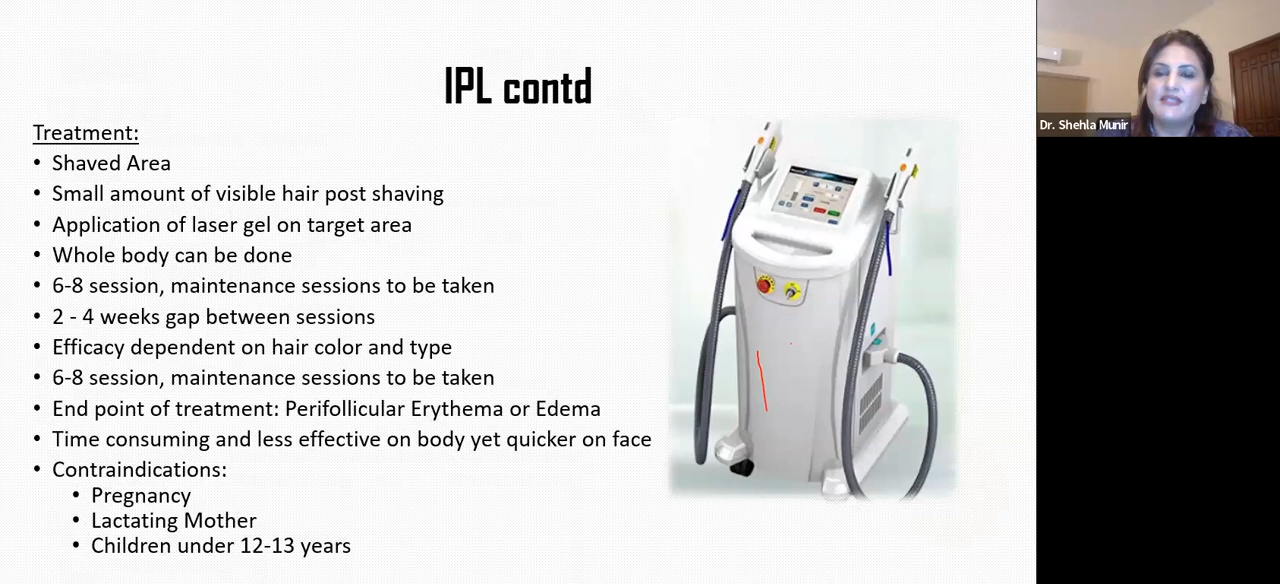 IPL contd
Treatment:
• Shaved Area
• Small amount of visible hair post shaving
• Application of laser gel on target area
• Whole body can be done
• 6-8 session, maintenance sessions to be taken
• 2 - 4 weeks gap between sessions
• Efficacy dependent on hair color and type
• 6-8 session, maintenance sessions to be taken
• End point of treatment: Perifollicular Erythema or Edema
• Time consuming and less effective on body yet quicker on face
• Contraindications:
• Pregnancy
• Lactating Mother
• Children under 12-13 years
Dr. Shehla Munir